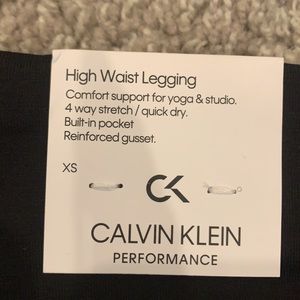 High Waist Legging
Comfort support for yoga & studio.
4 way stretch / quick dry.
Built-in pocket
Reinforced gusset.
XS
CK
CALVIN KLEIN
PERFORMANCE